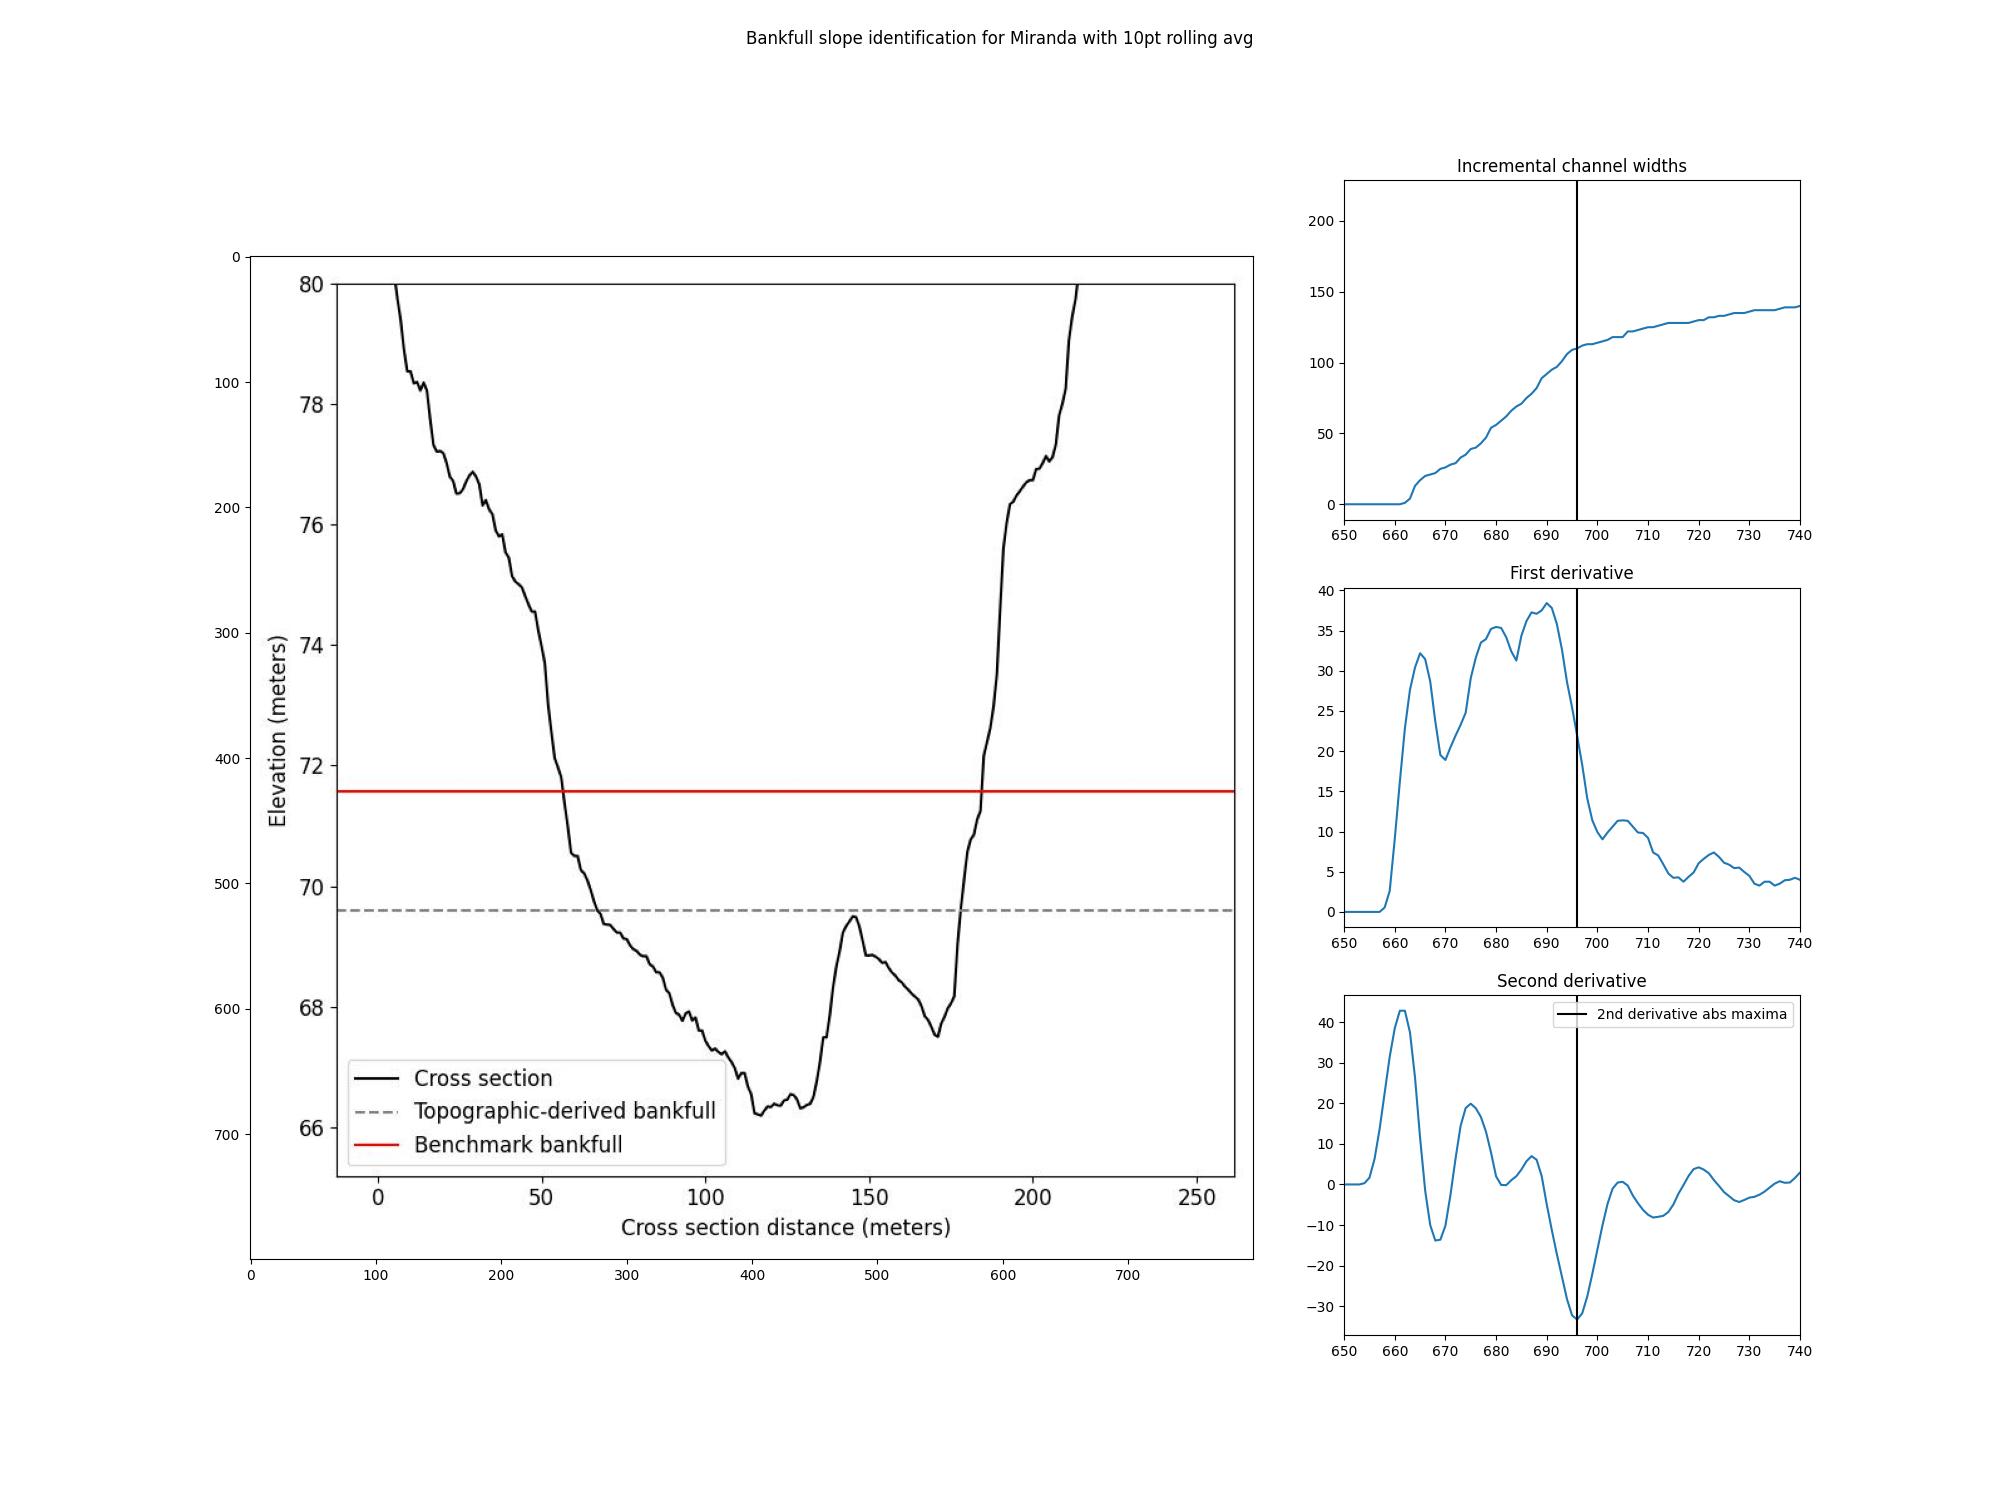 Bankfull slope identification for Miranda with 10pt rolling avg
0
100
200
300
400
500
600
700
80
78
76
74
72
70
68
66
Elevation (meters)
Cross section
Topographic-derived bankfull
Benchmark bankfull
0 50 100 150 200 250
Cross section distance (meters)
0 100 200 300 400 500 600 700
Incremental channel widths
200
150
100
50
0
650 660 670 680 690 700 710 720 730 740
First derivative
40
35
30
25
20
15
10
5
0
650 660 670 680 690 700 710 720 730 740
Second derivative
2nd derivative abs maxima
40
30
20
10
0
−10
−20
−30
650 660 670 680 690 700 710 720 730 740